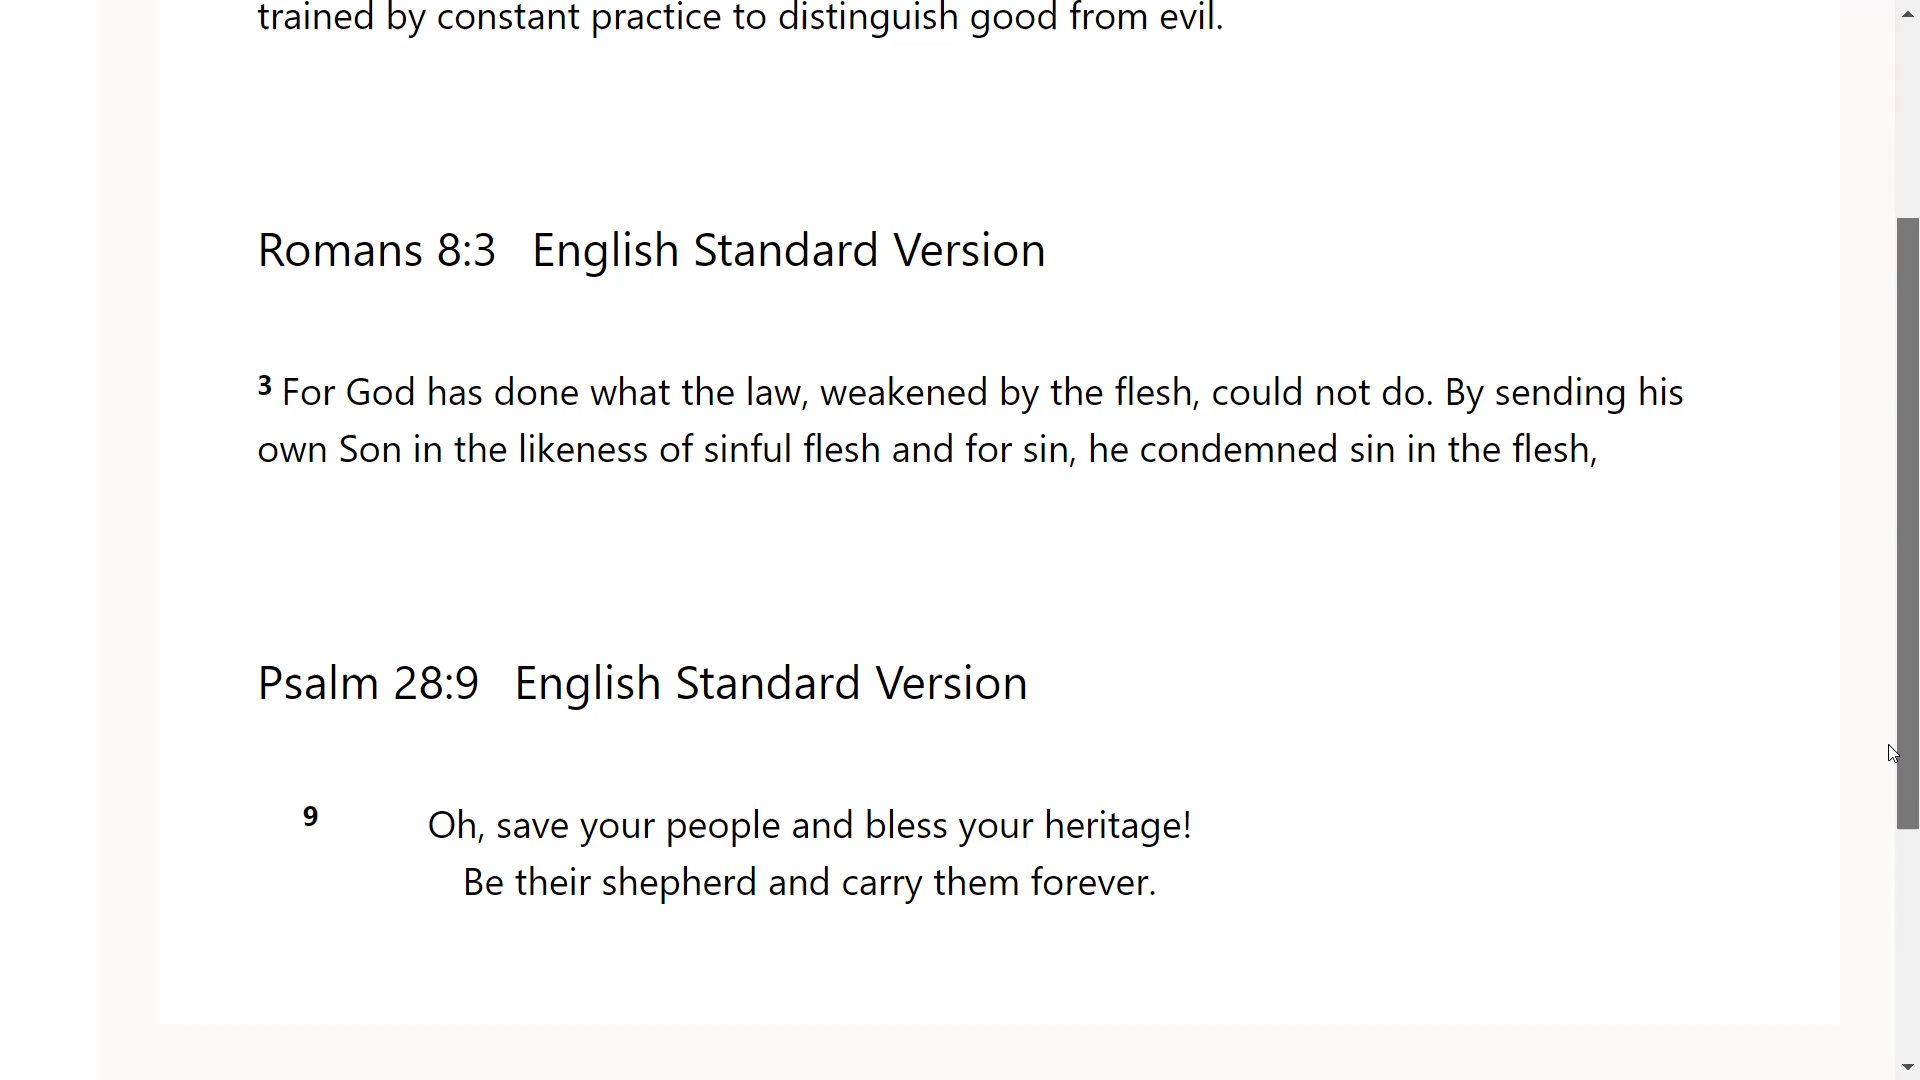 trained by constant practice to distinguish good from evil.
Romans 8:3 English Standard Version
3 For God has done what the law, weakened by the flesh, could not do. By sending his
own Son in the likeness of sinful flesh and for sin, he condemned sin in the flesh,
Psalm 28:9 English Standard Version
9 Oh, save your people and bless your heritage!
Be their shepherd and carry them forever.